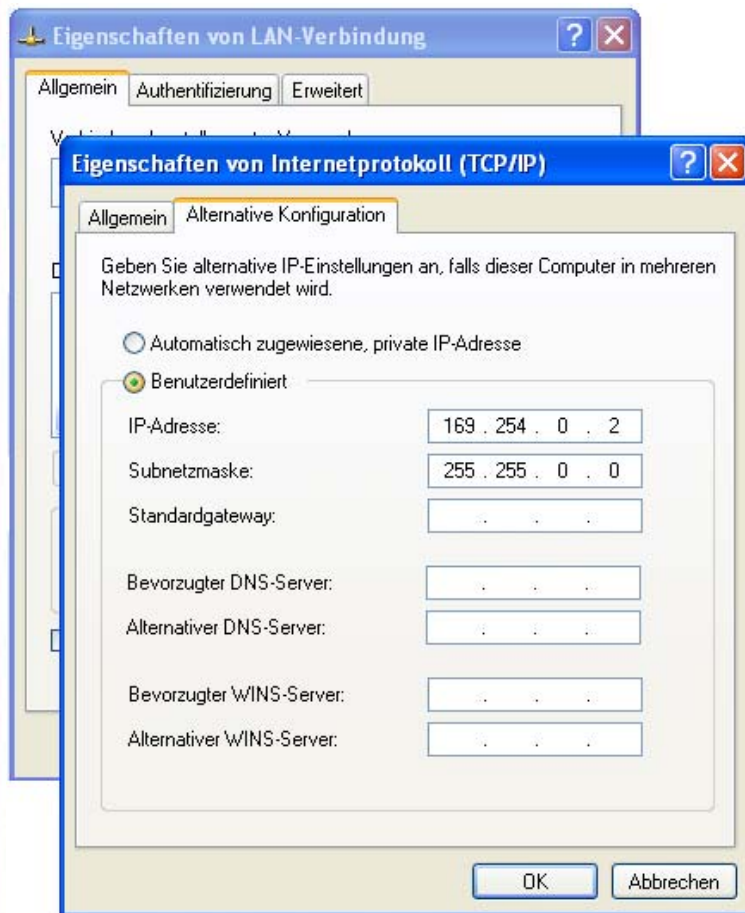 Eigenschaften von LAN-Verbindung
Allgemein Authentifizierung Erweitert
Eigenschaften von Internetprotokoll (TCP/IP)
Allgemein Alternative Konfiguration
Geben Sie alternative IP-Einstellungen an, falls dieser Computer in mehreren
Netzwerken verwendet wird.
Automatisch zugewiesene, private IP-Adresse
Benutzerdefiniert
IP-Adresse: 169 . 254 . 0 . 2
Subnetzmaske: 255 . 255 . 0 . 0
Standardgateway: . . .
Bevorzugter DNS-Server: . . .
Alternativer DNS-Server: . . .
Bevorzugter WINS-Server: . . .
Alternativer WINS-Server: . . .
OK Abbrechen